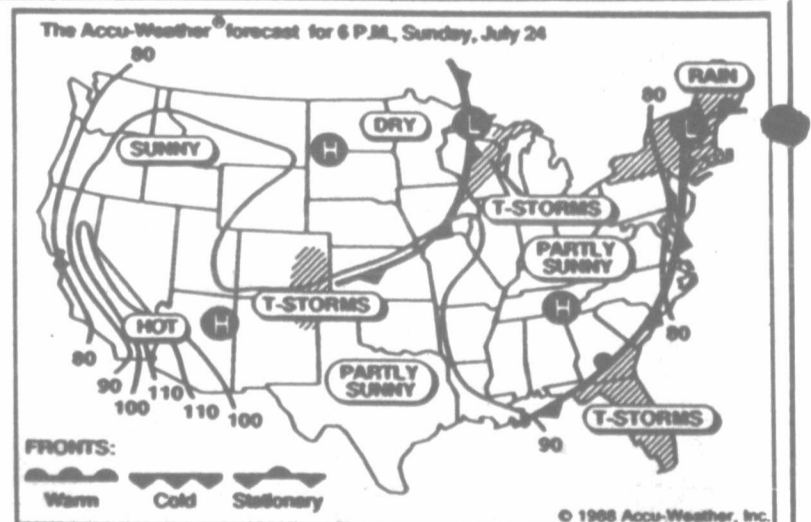 The Accu-Weather® forecast for 6 P.M., Sunday, July 24
80
RAIN
80
DRY
L
L
SUNNY
H
T-STORMS
PARTLY
SUNNY
T-STORMS
H
H
HOT
80
80
90
110
100
110
100
PARTLY
SUNNY
T-STORMS
90
FRONTS:
Warm
Cold
Stationary
© 1988 Accu-Weather, Inc.